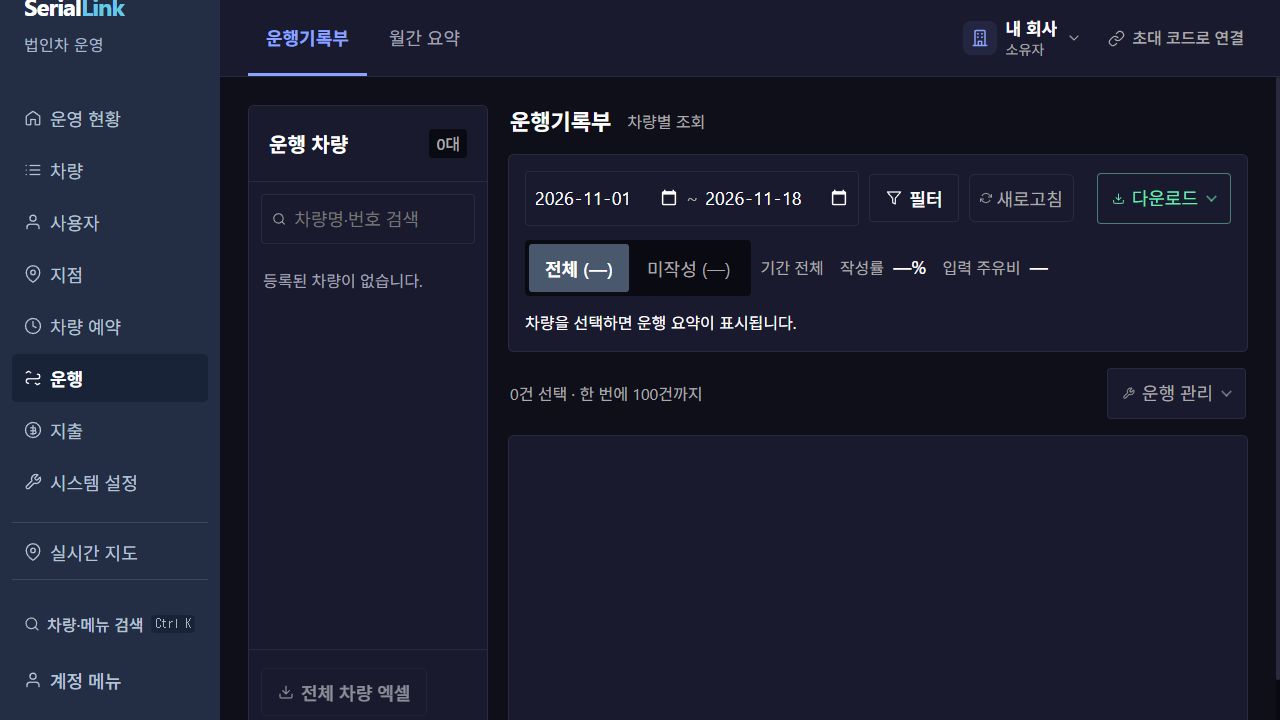 SerialLink
법인차 운영
운영 현황
차량
사용자
지점
차량 예약
운행
지출
시스템 설정
실시간 지도
차량·메뉴 검색 Ctrl K
계정 메뉴
운행기록부 월간 요약
내 회사
소유자
초대 코드로 연결
운행 차량 0대
차량명·번호 검색
등록된 차량이 없습니다.
전체 차량 엑셀
운행기록부 차량별 조회
2026-11-01 ~ 2026-11-18 필터 새로고침 다운로드
전체 (—) 미작성 (—) 기간 전체 작성률 —% 입력 주유비 —
차량을 선택하면 운행 요약이 표시됩니다.
0건 선택 · 한 번에 100건까지 운행 관리